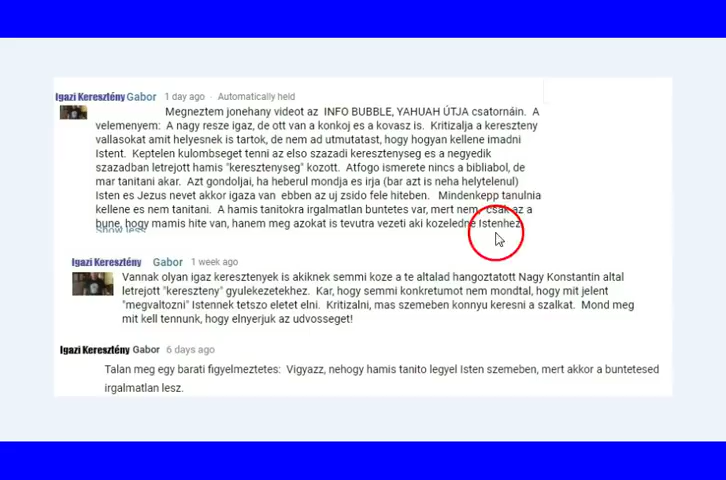 Igazi Keresztény Gabor 1 day ago · Automatically held
Megneztem jonehany videot az INFO BUBBLE, YAHUAH ÚTJA csatornáin. A
velemenyem: A nagy resze igaz, de ott van a konkoj es a kovasz is. Kritizalja a kereszteny
vallasokat amit helyesnek is tartok, de nem ad utmutatast, hogy hogyan kellene imadni
Istent. Keptelen kulombseget tenni az elso szazadi keresztenyseg es a negyedik
szazadban letrejott hamis "keresztenyseg" kozott. Atfogo ismerete nincs a bibliabol, de
mar tanitani akar. Azt gondoljai, ha heberul mondja es irja (bar azt is neha helytelenul)
Isten es Jezus nevet akkor igaza van ebben az uj zsido fele hiteben. Mindenkepp tanulnia
kellene es nem tanitani. A hamis tanitokra irgalmatlan buntetes var, mert nem csak az a
bune, hogy mamis hite van, hanem meg azokat is tevutra vezeti aki kozeledne Istenhez.
Show less
Igazi Keresztény Gabor 1 week ago
Vannak olyan igaz keresztenyek is akiknek semmi koze a te altalad hangoztatott Nagy Konstantin altal
letrejott "kereszteny" gyulekezetekhez. Kar, hogy semmi konkretumot nem mondtal, hogy mit jelent
"megvaltozni" Istennek tetszo eletet elni. Kritizalni, mas szemeben konnyu keresni a szalkat. Mond meg
mit kell tennunk, hogy elnyerjuk az udvosseget!
Igazi Keresztény Gabor 6 days ago
Talan meg egy barati figyelmeztetes: Vigyazz, nehogy hamis tanito legyel Isten szemeben, mert akkor a buntetesed
irgalmatlan lesz.